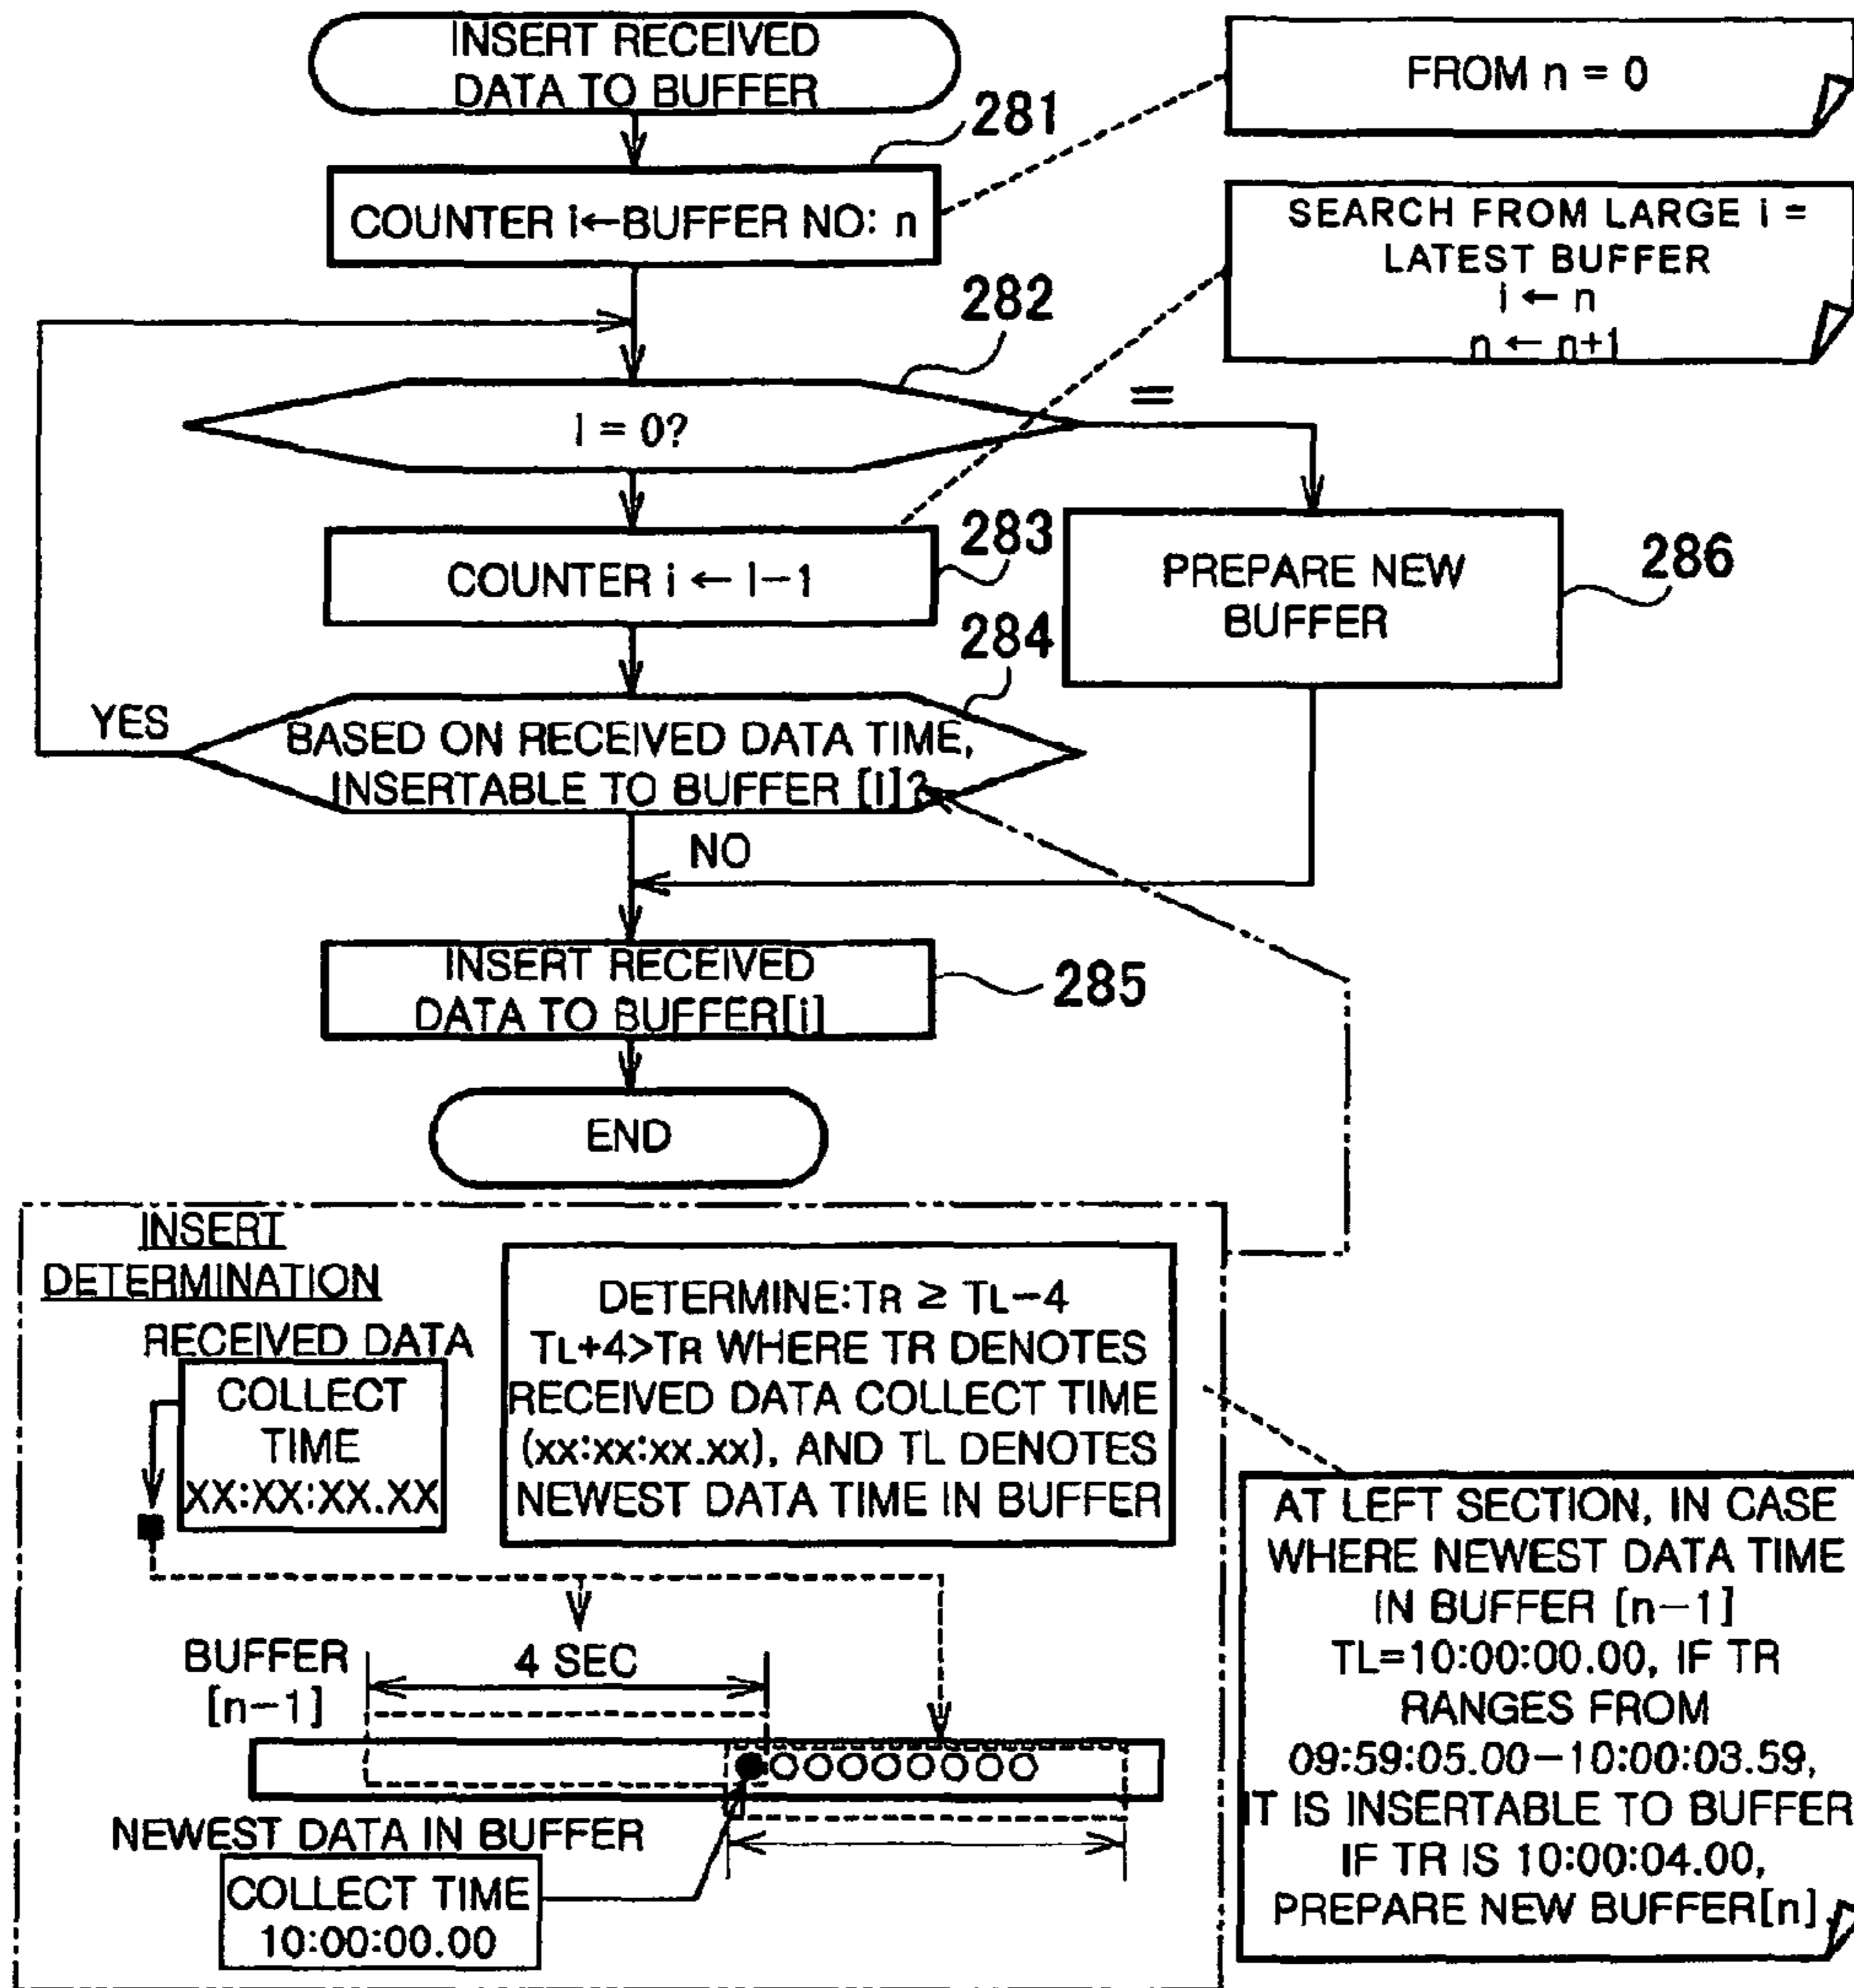 INSERT RECEIVED
DATA TO BUFFER
FROM n = 0
281
COUNTER i←BUFFER NO: n
SEARCH FROM LARGE i =
LATEST BUFFER
i ← n
n ← n+1
282
I = 0?
=
283
COUNTER i ← I-1
PREPARE NEW
BUFFER
286
284
YES
BASED ON RECEIVED DATA TIME,
INSERTABLE TO BUFFER [I]?
NO
INSERT RECEIVED
DATA TO BUFFER[i]
285
END
INSERT
DETERMINATION
RECEIVED DATA
COLLECT
TIME
XX:XX:XX.XX
DETERMINE:TR ≥ TL-4
TL+4>TR WHERE TR DENOTES
RECEIVED DATA COLLECT TIME
(xx:xx:xx.xx), AND TL DENOTES
NEWEST DATA TIME IN BUFFER
BUFFER
[n-1]
4 SEC
NEWEST DATA IN BUFFER
COLLECT TIME
10:00:00.00
AT LEFT SECTION, IN CASE
WHERE NEWEST DATA TIME
IN BUFFER [n-1]
TL=10:00:00.00, IF TR
RANGES FROM
09:59:05.00-10:00:03.59,
IT IS INSERTABLE TO BUFFER
IF TR IS 10:00:04.00,
PREPARE NEW BUFFER[n].